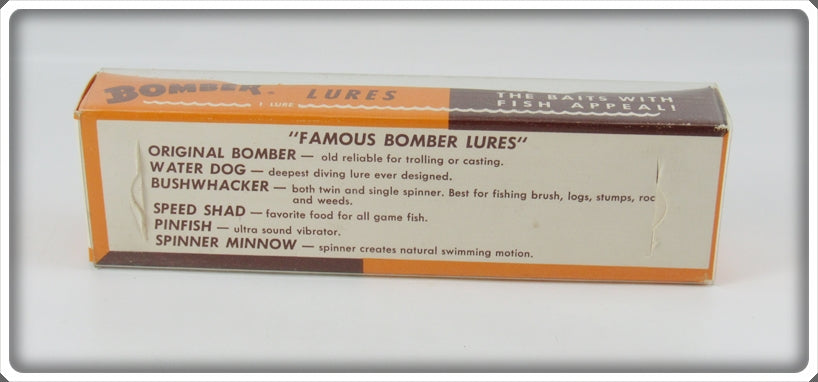 BOMBER LURES
1 LURE
THE BAITS WITH
FISH APPEAL!
"FAMOUS BOMBER LURES"
ORIGINAL BOMBER — old reliable for trolling or casting.
WATER DOG — deepest diving lure ever designed.
BUSHWHACKER — both twin and single spinner. Best for fishing brush, logs, stumps, roc
and weeds.
SPEED SHAD — favorite food for all game fish.
PINFISH — ultra sound vibrator.
SPINNER MINNOW — spinner creates natural swimming motion.